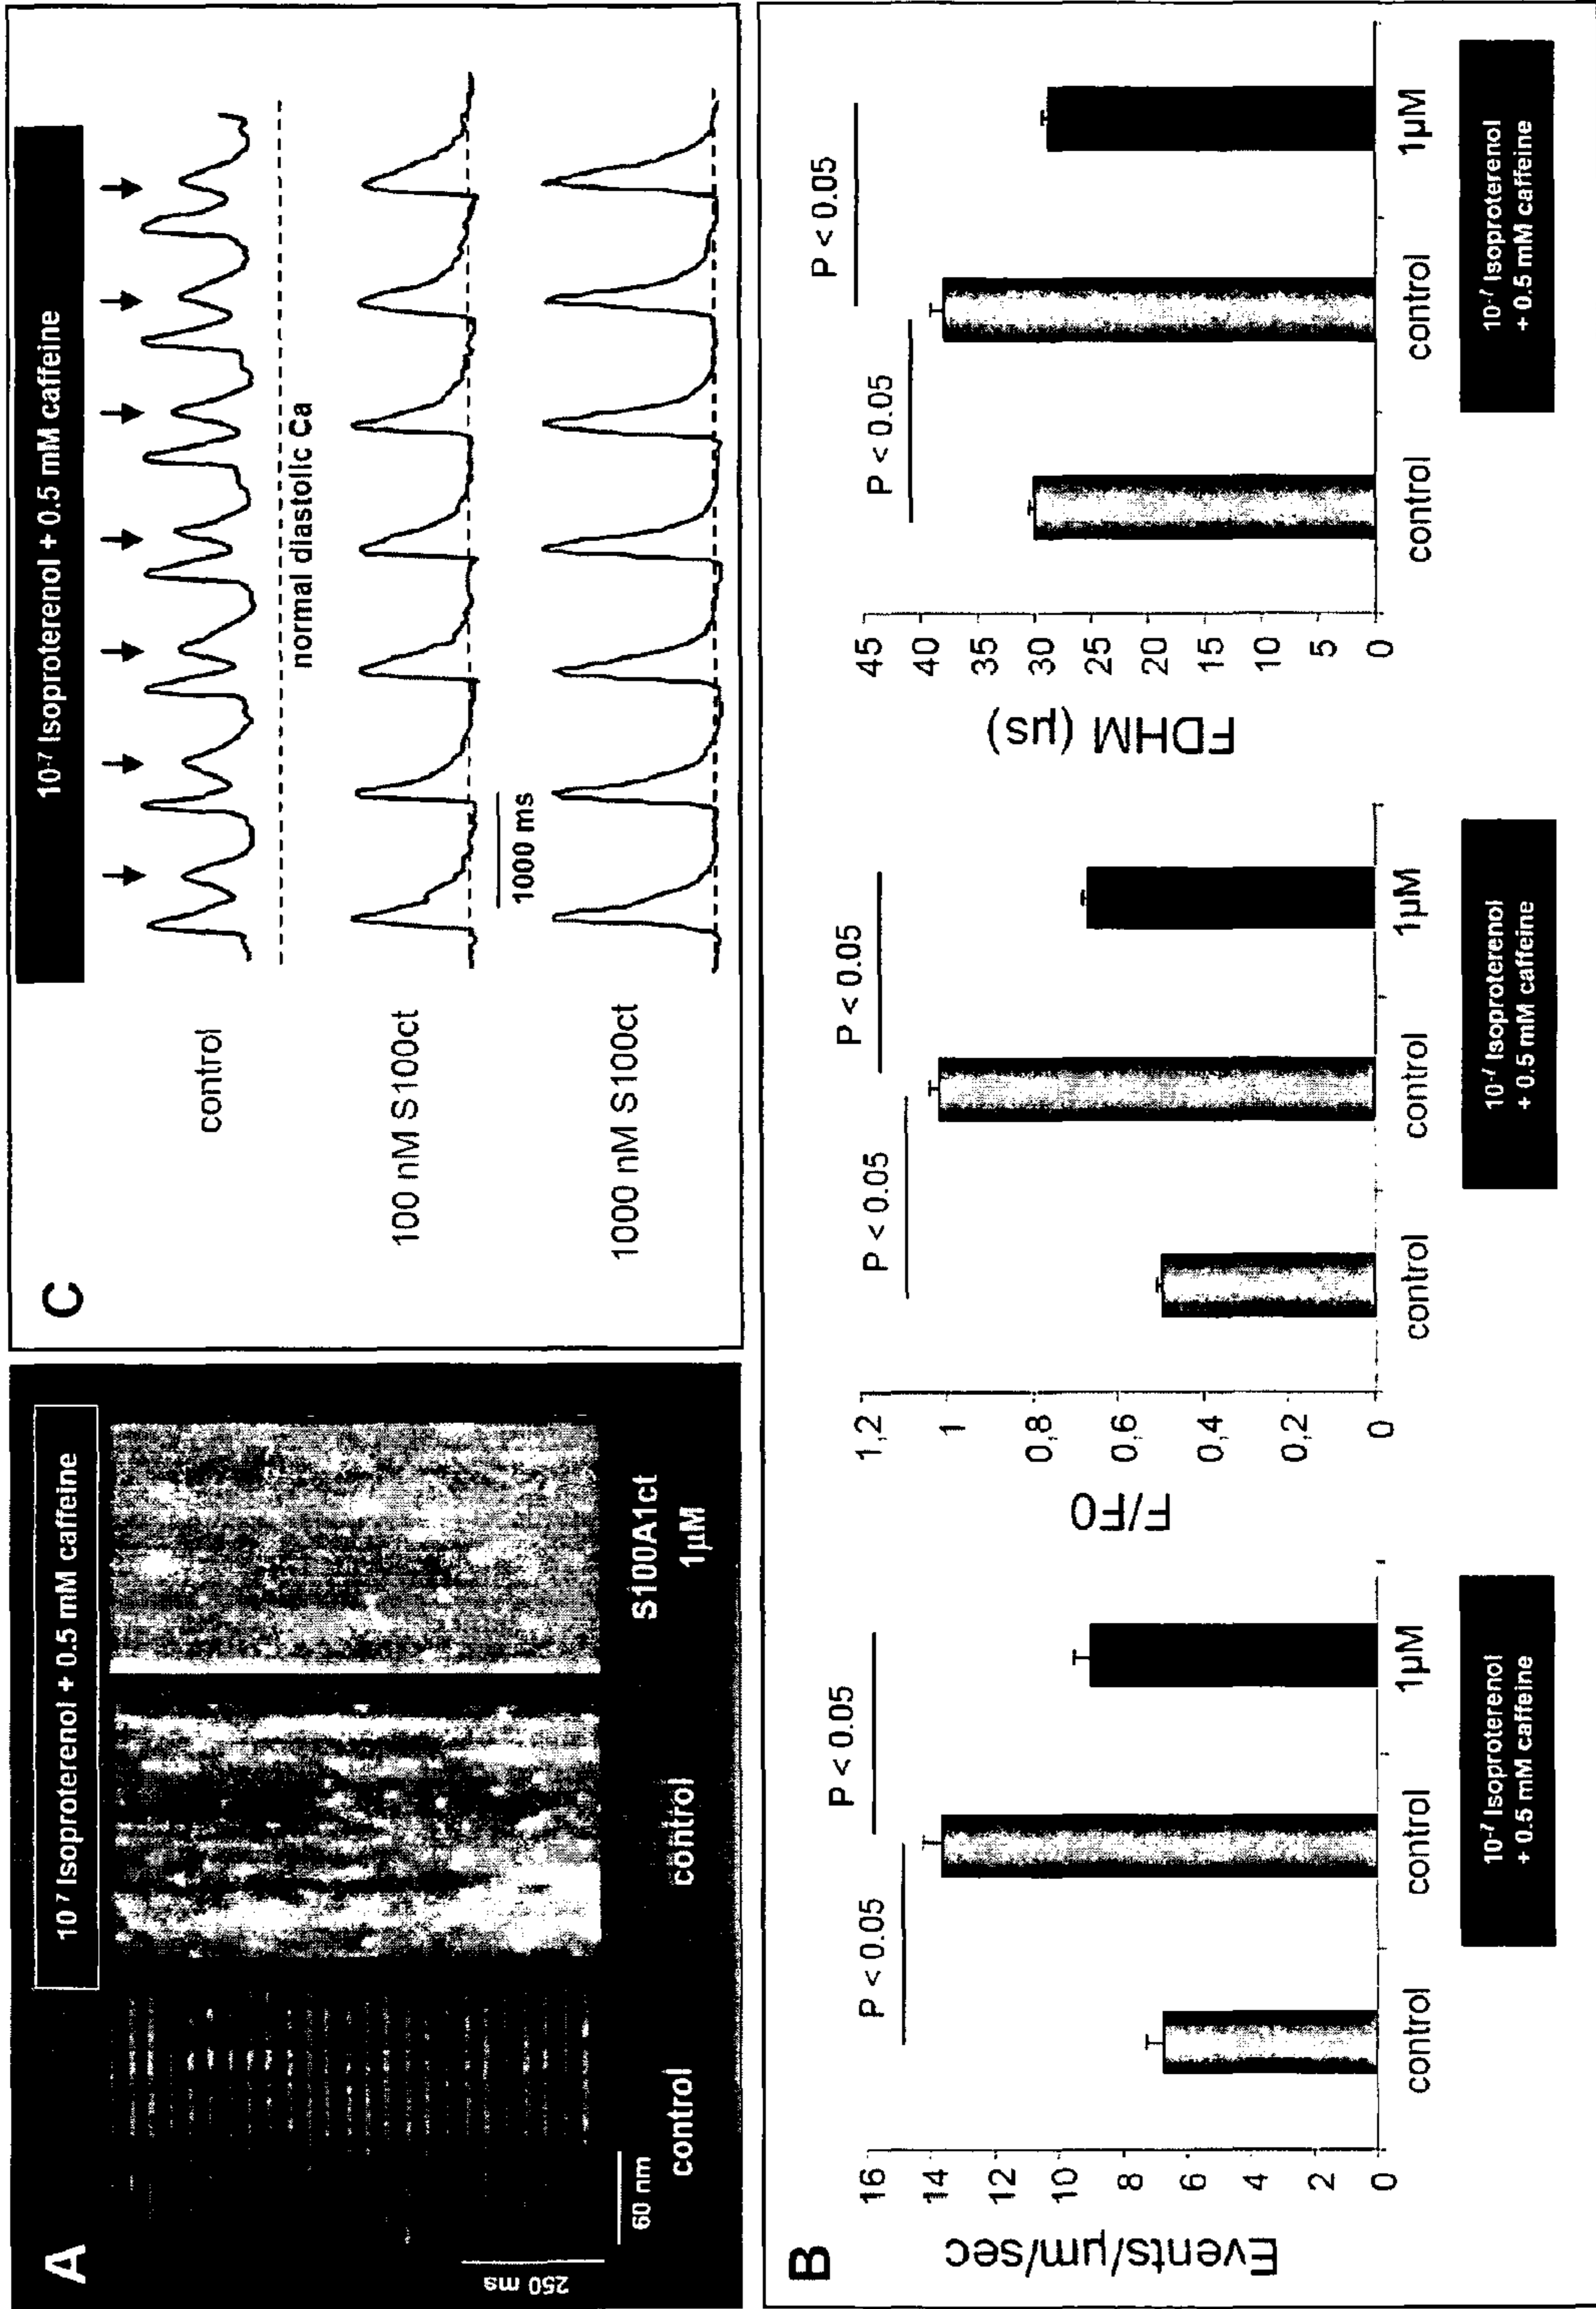 A
10⁻⁷ Isoproterenol + 0.5 mM caffeine
250 ms
60 nm
control
control
S100A1ct
1µM
C
10⁻⁷ Isoproterenol + 0.5 mM caffeine
control
normal diastolic Ca
100 nM S100ct
1000 ms
1000 nM S100ct
B
Events/µm/sec
16
14
12
10
8
6
4
2
0
P < 0.05
P < 0.05
control
control
1µM
10⁻⁷ Isoproterenol
+ 0.5 mM caffeine
F/F0
1,2
1
0,8
0,6
0,4
0,2
0
P < 0.05
P < 0.05
control
control
1µM
10⁻⁷ Isoproterenol
+ 0.5 mM caffeine
FDHM (µs)
45
40
35
30
25
20
15
10
5
0
P < 0.05
P < 0.05
control
control
1µM
10⁻⁷ Isoproterenol
+ 0.5 mM caffeine